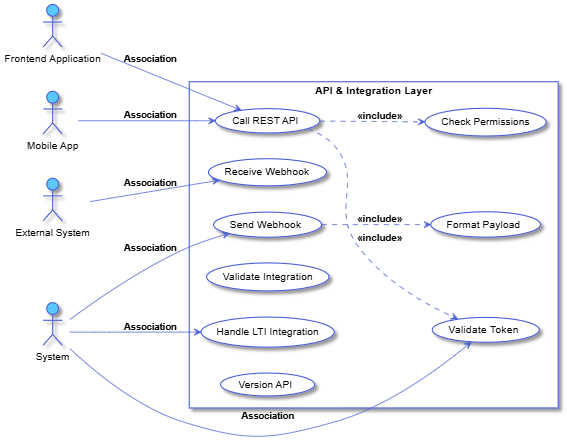 Frontend Application
Association
API & Integration Layer
Mobile App
Association
Call REST API
«include»
Check Permissions
External System
Association
Receive Webhook
Association
Send Webhook
«include»
«include»
Format Payload
Validate Integration
System
Association
Handle LTI Integration
Validate Token
Version API
Association